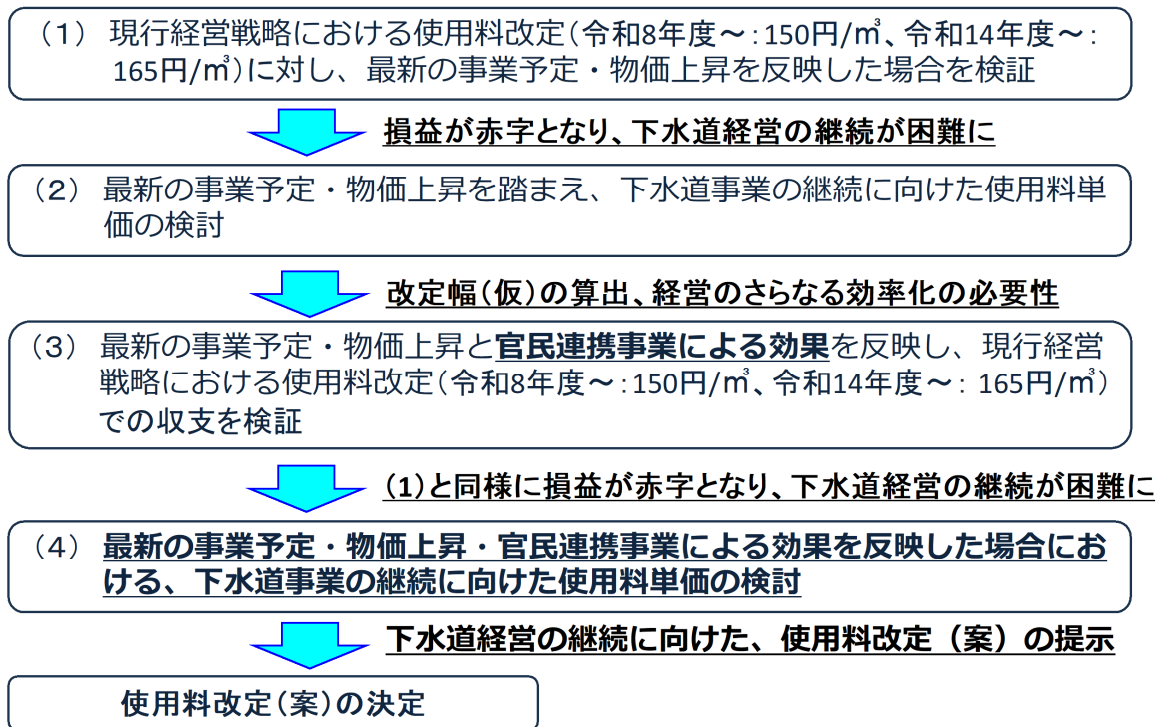 （１）現行経営戦略における使用料改定（令和8年度～：150円/㎥、令和14年度～：
165円/㎥）に対し、最新の事業予定・物価上昇を反映した場合を検証
損益が赤字となり、下水道経営の継続が困難に
（２）最新の事業予定・物価上昇を踏まえ、下水道事業の継続に向けた使用料単
価の検討
改定幅（仮）の算出、経営のさらなる効率化の必要性
（３）最新の事業予定・物価上昇と官民連携事業による効果を反映し、現行経営
戦略における使用料改定（令和8年度～：150円/㎥、令和14年度～：165円/㎥）
での収支を検証
(1)と同様に損益が赤字となり、下水道経営の継続が困難に
（４）最新の事業予定・物価上昇・官民連携事業による効果を反映した場合にお
ける、下水道事業の継続に向けた使用料単価の検討
下水道経営の継続に向けた、使用料改定（案）の提示
使用料改定（案）の決定